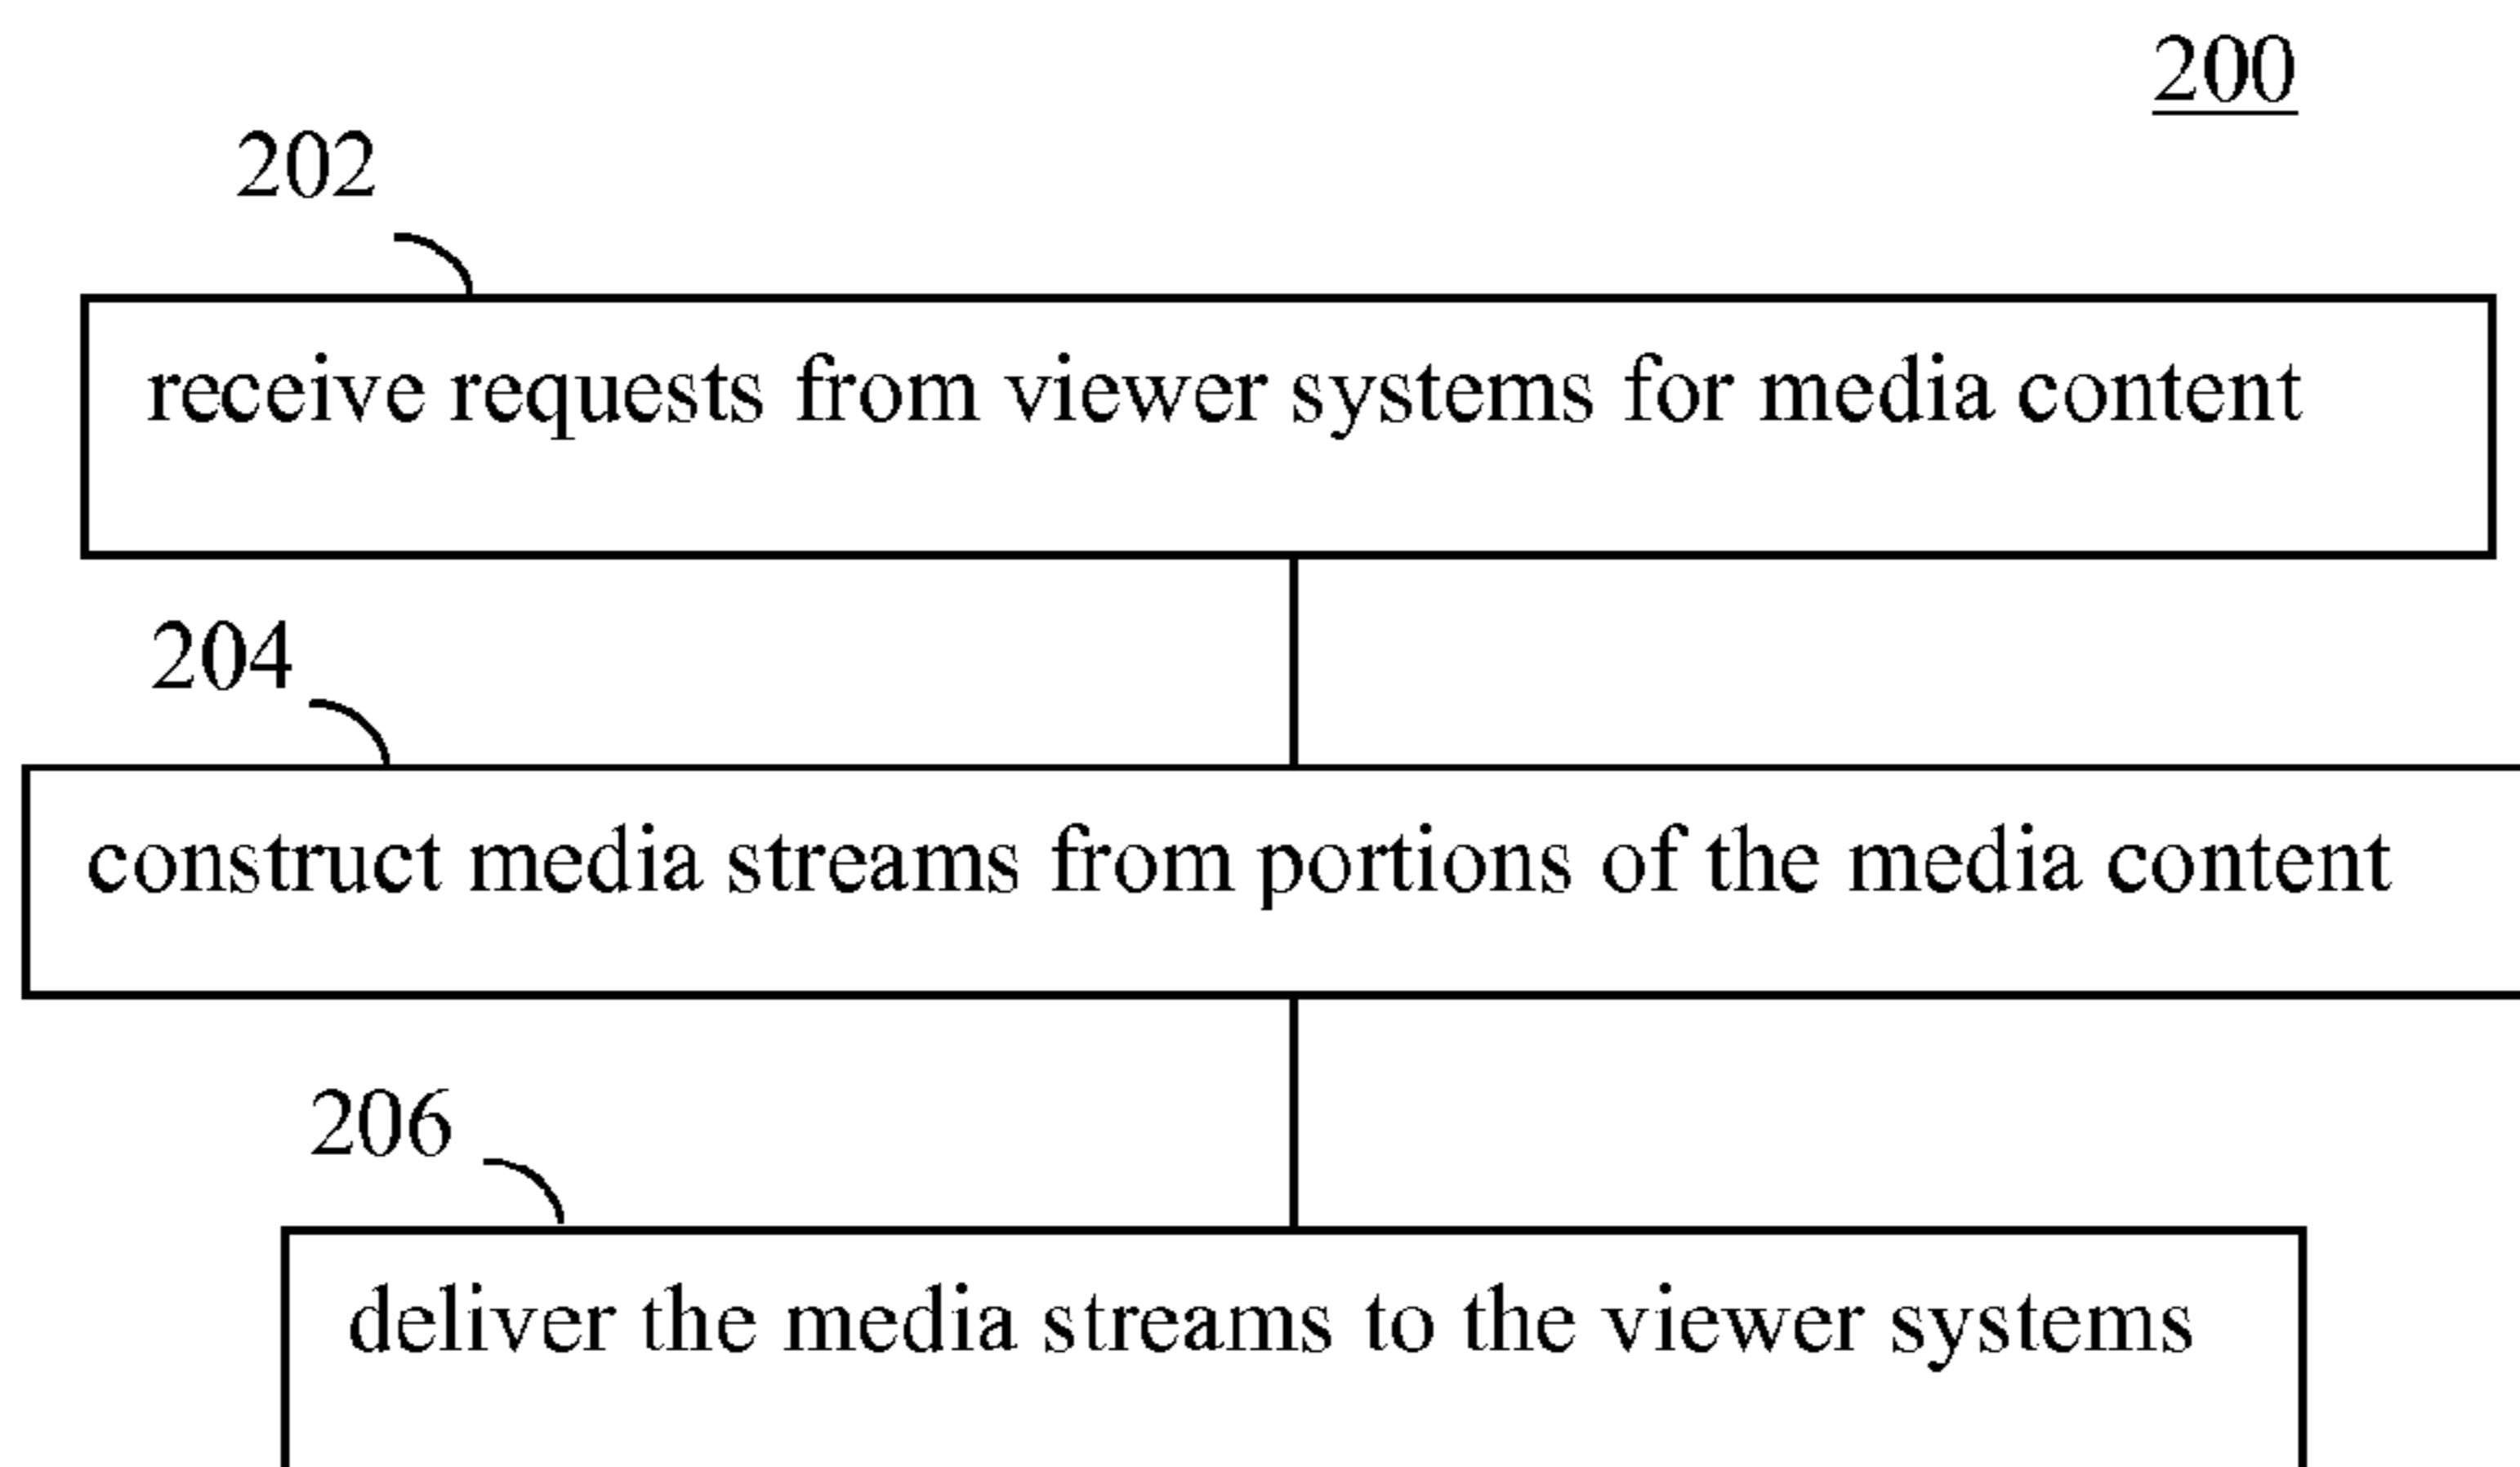 200
202
receive requests from viewer systems for media content
204
construct media streams from portions of the media content
206
deliver the media streams to the viewer systems